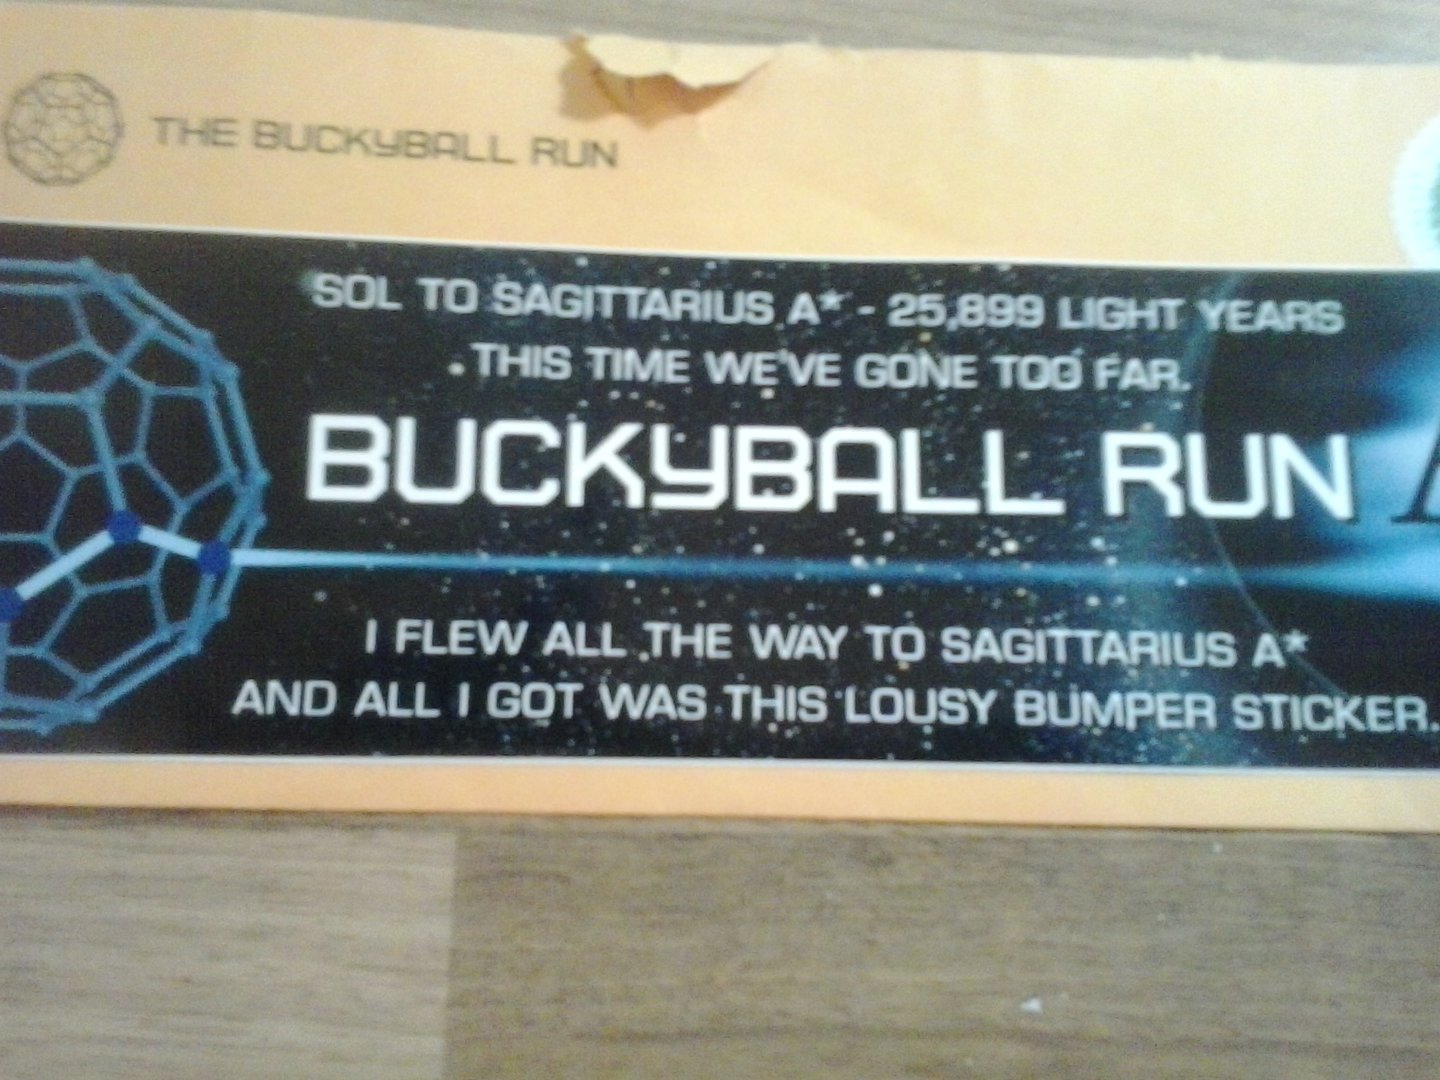 THE BUCKYBALL RUN
SOL TO SAGITTARIUS A* - 25,899 LIGHT YEARS
THIS TIME WE'VE GONE TOO FAR.
BUCKYBALL RUN
I FLEW ALL THE WAY TO SAGITTARIUS A*
AND ALL I GOT WAS THIS LOUSY BUMPER STICKER.